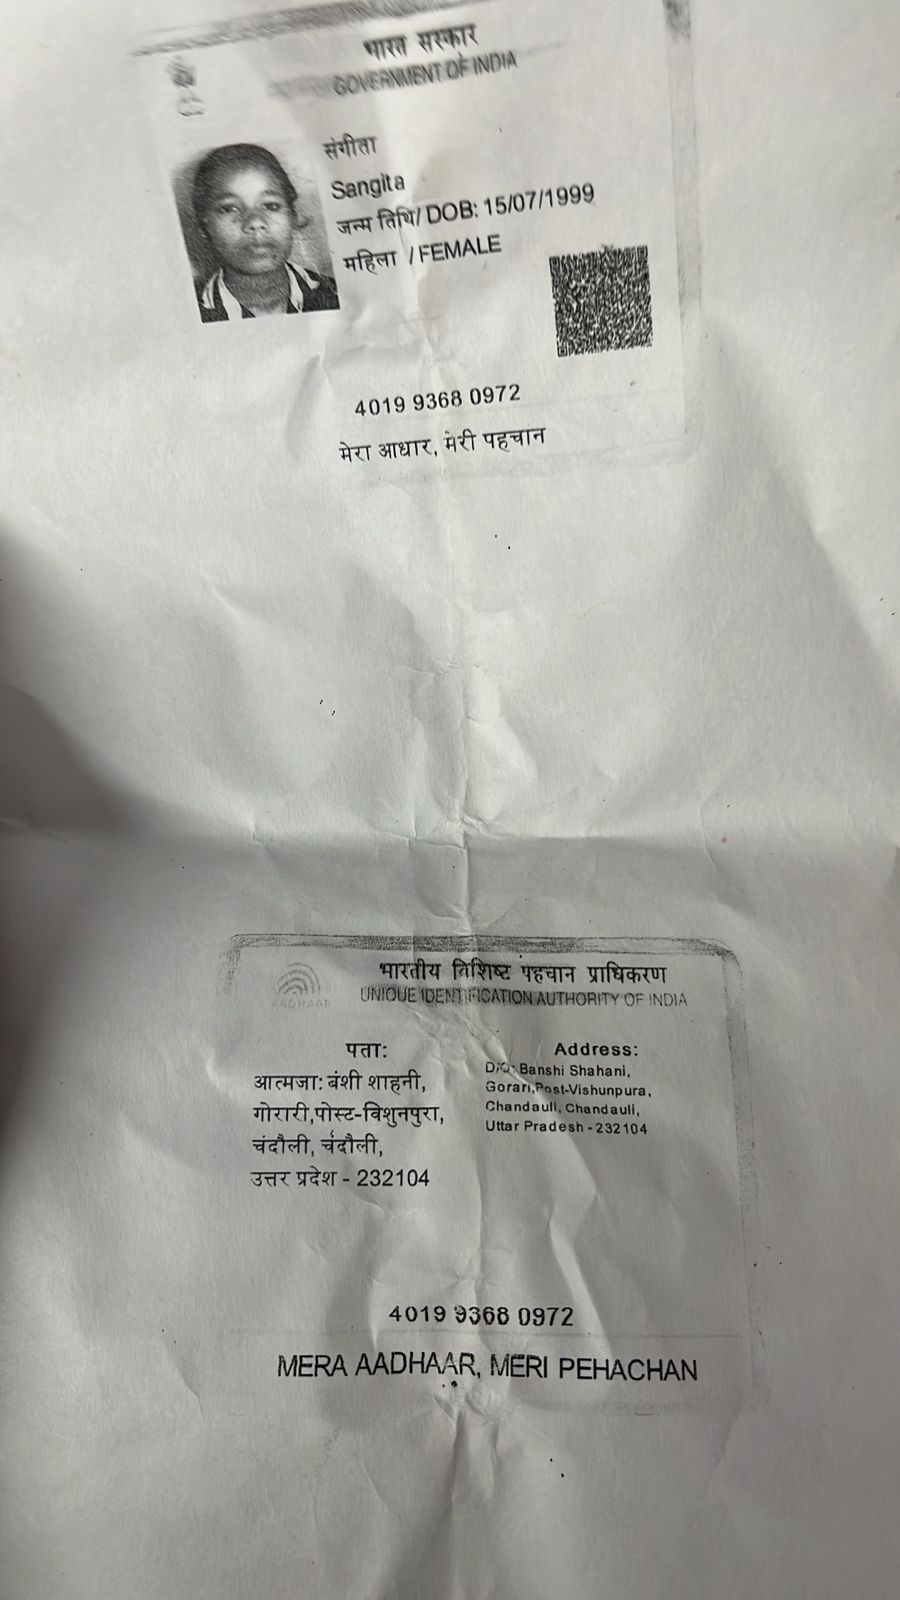 भारत सरकार
GOVERNMENT OF INDIA
संगीता
Sangita
जन्म तिथि/ DOB: 15/07/1999
महिला / FEMALE
4019 9368 0972
मेरा आधार, मेरी पहचान
भारतीय विशिष्ट पहचान प्राधिकरण
UNIQUE IDENTIFICATION AUTHORITY OF INDIA
AADHAAR
पता:
आत्मजा: बंशी शाहनी,
गोरारी,पोस्ट-विशुनपुरा,
चंदौली, चंदौली,
उत्तर प्रदेश - 232104
Address:
D/O: Banshi Shahani,
Gorari,Post-Vishunpura,
Chandauli, Chandauli,
Uttar Pradesh - 232104
4019 9368 0972
MERA AADHAAR, MERI PEHACHAN